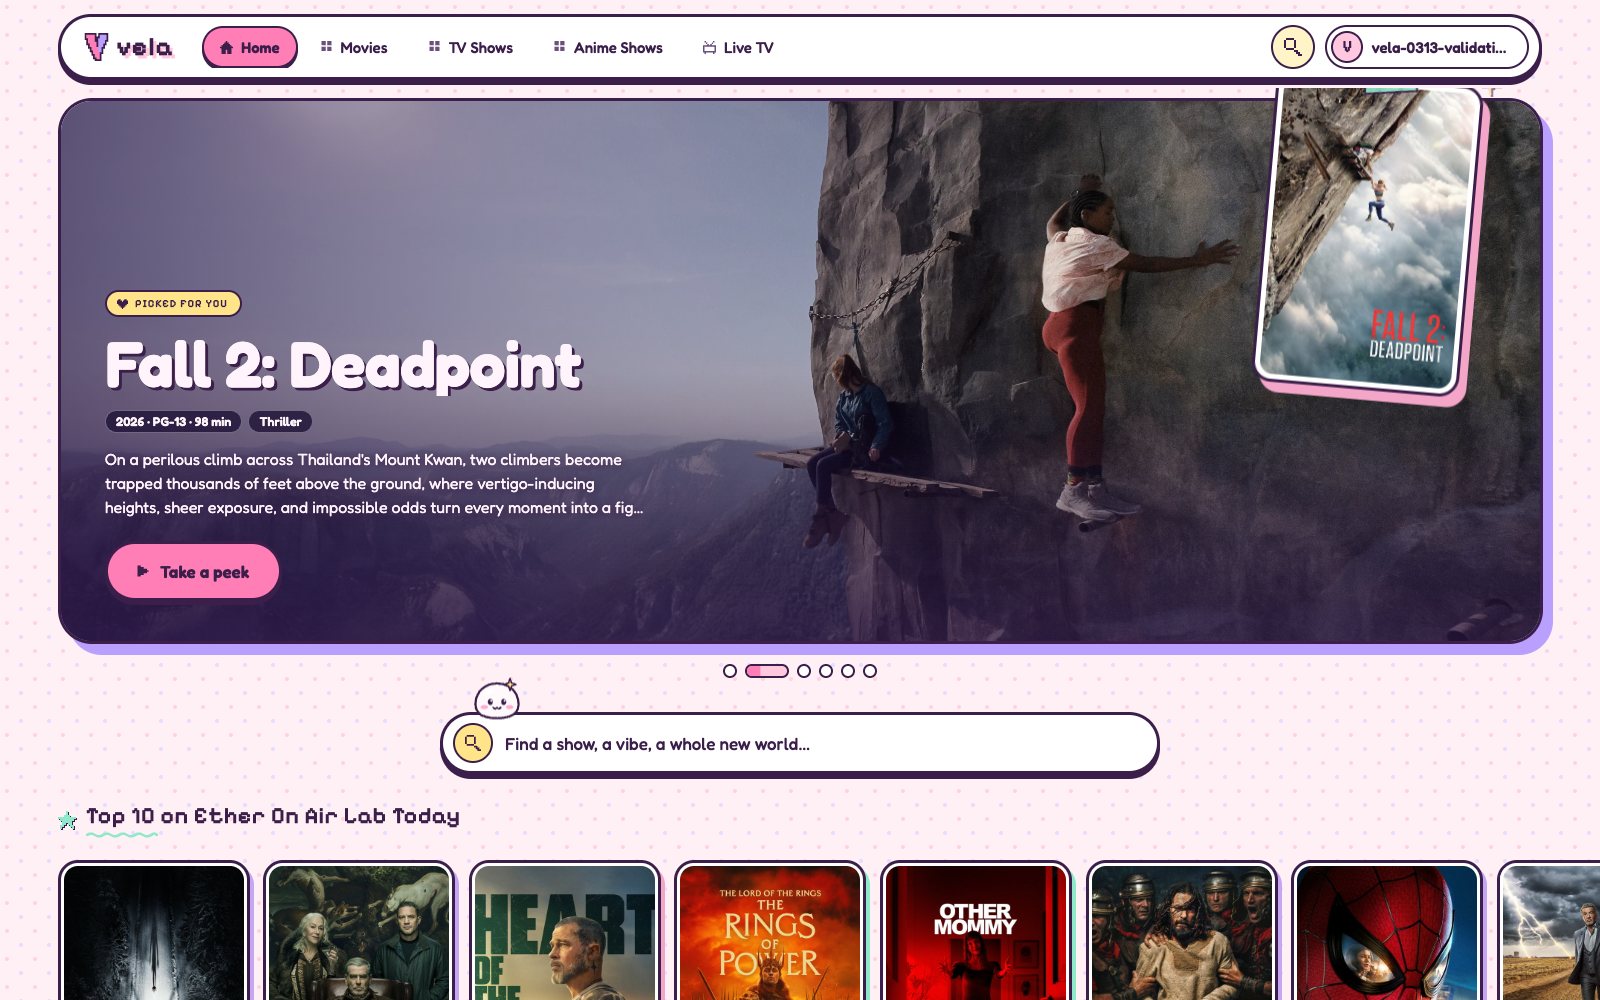 vela
Home
Movies
TV Shows
Anime Shows
Live TV
V
vela-0313-validati...
FALL 2:
DEADPOINT
PICKED FOR YOU
Fall 2: Deadpoint
2026 · PG-13 · 98 min
Thriller
On a perilous climb across Thailand's Mount Kwan, two climbers become
trapped thousands of feet above the ground, where vertigo-inducing
heights, sheer exposure, and impossible odds turn every moment into a fig...
Take a peek
Find a show, a vibe, a whole new world...
Top 10 on Ether On Air Lab Today
HEART
OF
THE
THE LORD OF THE RINGS
THE
RINGS
OF
POWER
OTHER
MOMMY